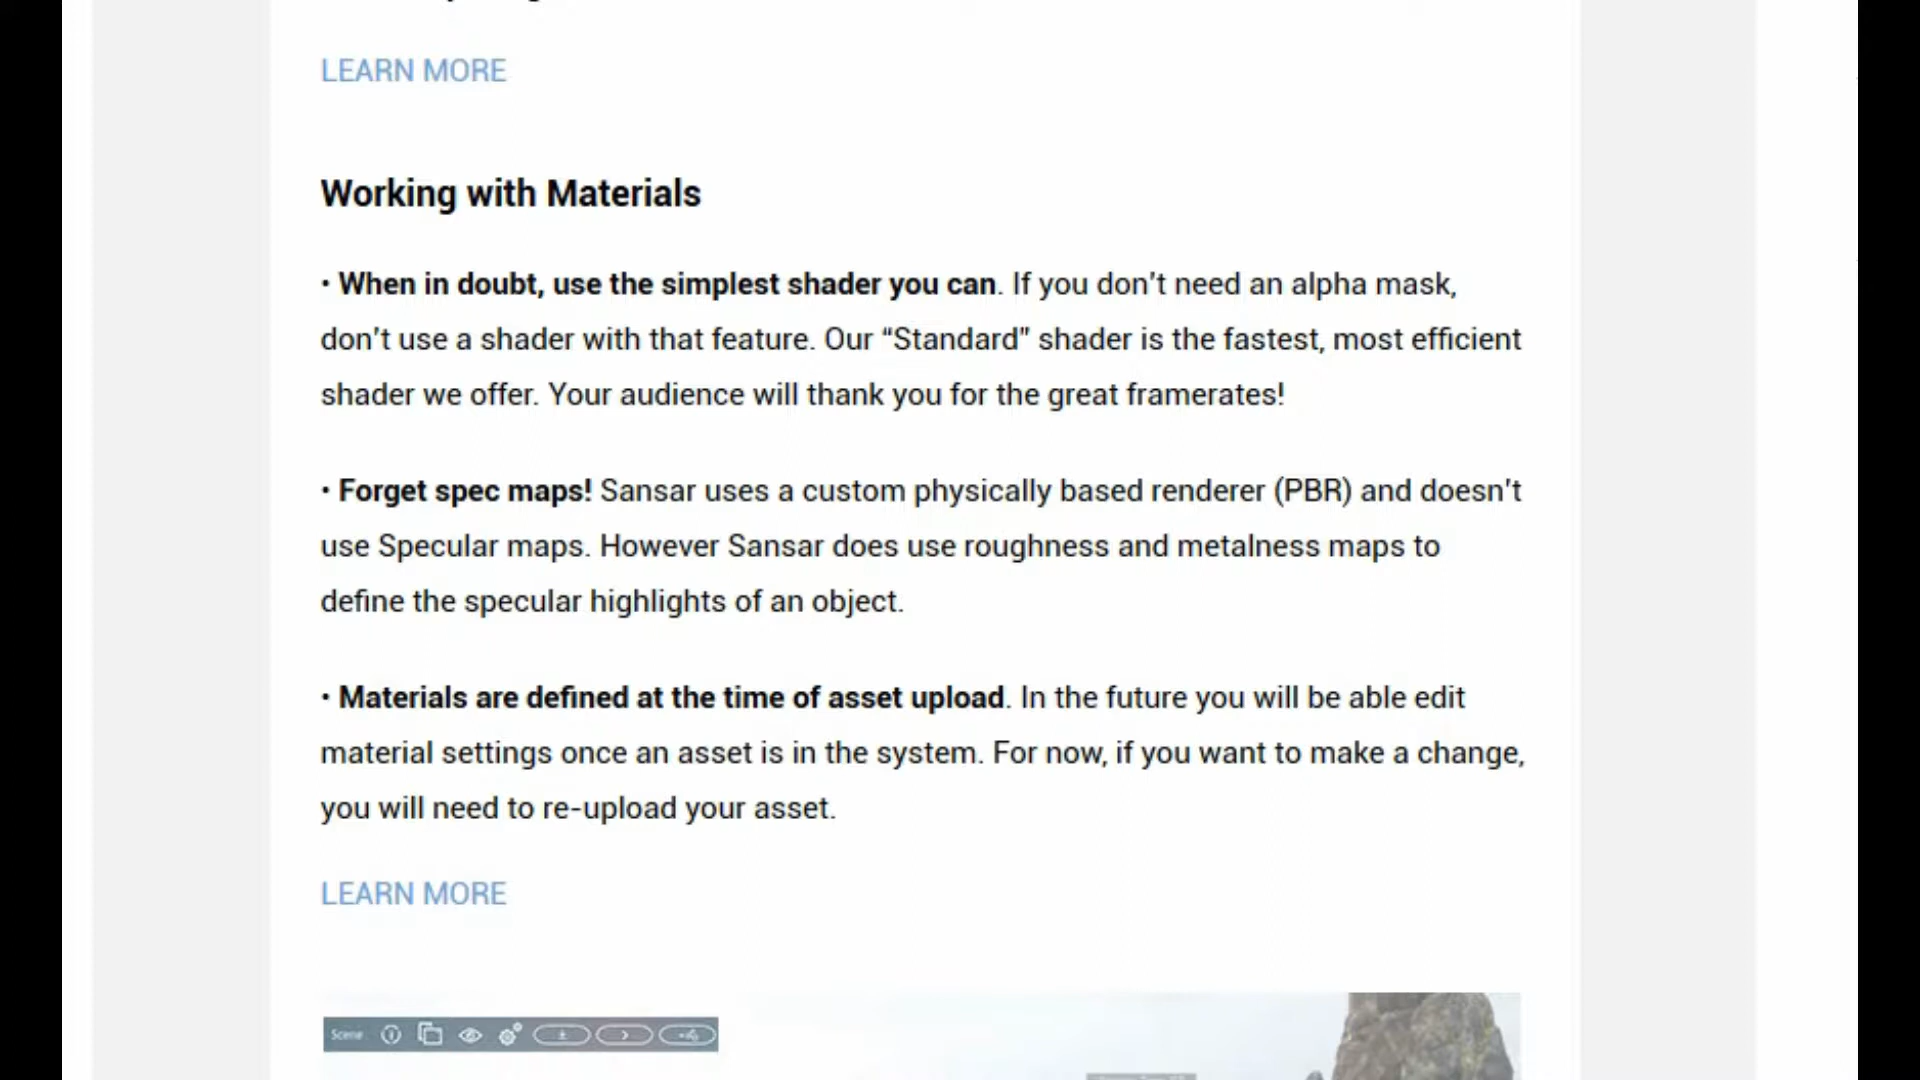 LEARN MORE
Working with Materials
• When in doubt, use the simplest shader you can. If you don't need an alpha mask,
don't use a shader with that feature. Our “Standard” shader is the fastest, most efficient
shader we offer. Your audience will thank you for the great framerates!
• Forget spec maps! Sansar uses a custom physically based renderer (PBR) and doesn't
use Specular maps. However Sansar does use roughness and metalness maps to
define the specular highlights of an object.
• Materials are defined at the time of asset upload. In the future you will be able edit
material settings once an asset is in the system. For now, if you want to make a change,
you will need to re-upload your asset.
LEARN MORE
Scene